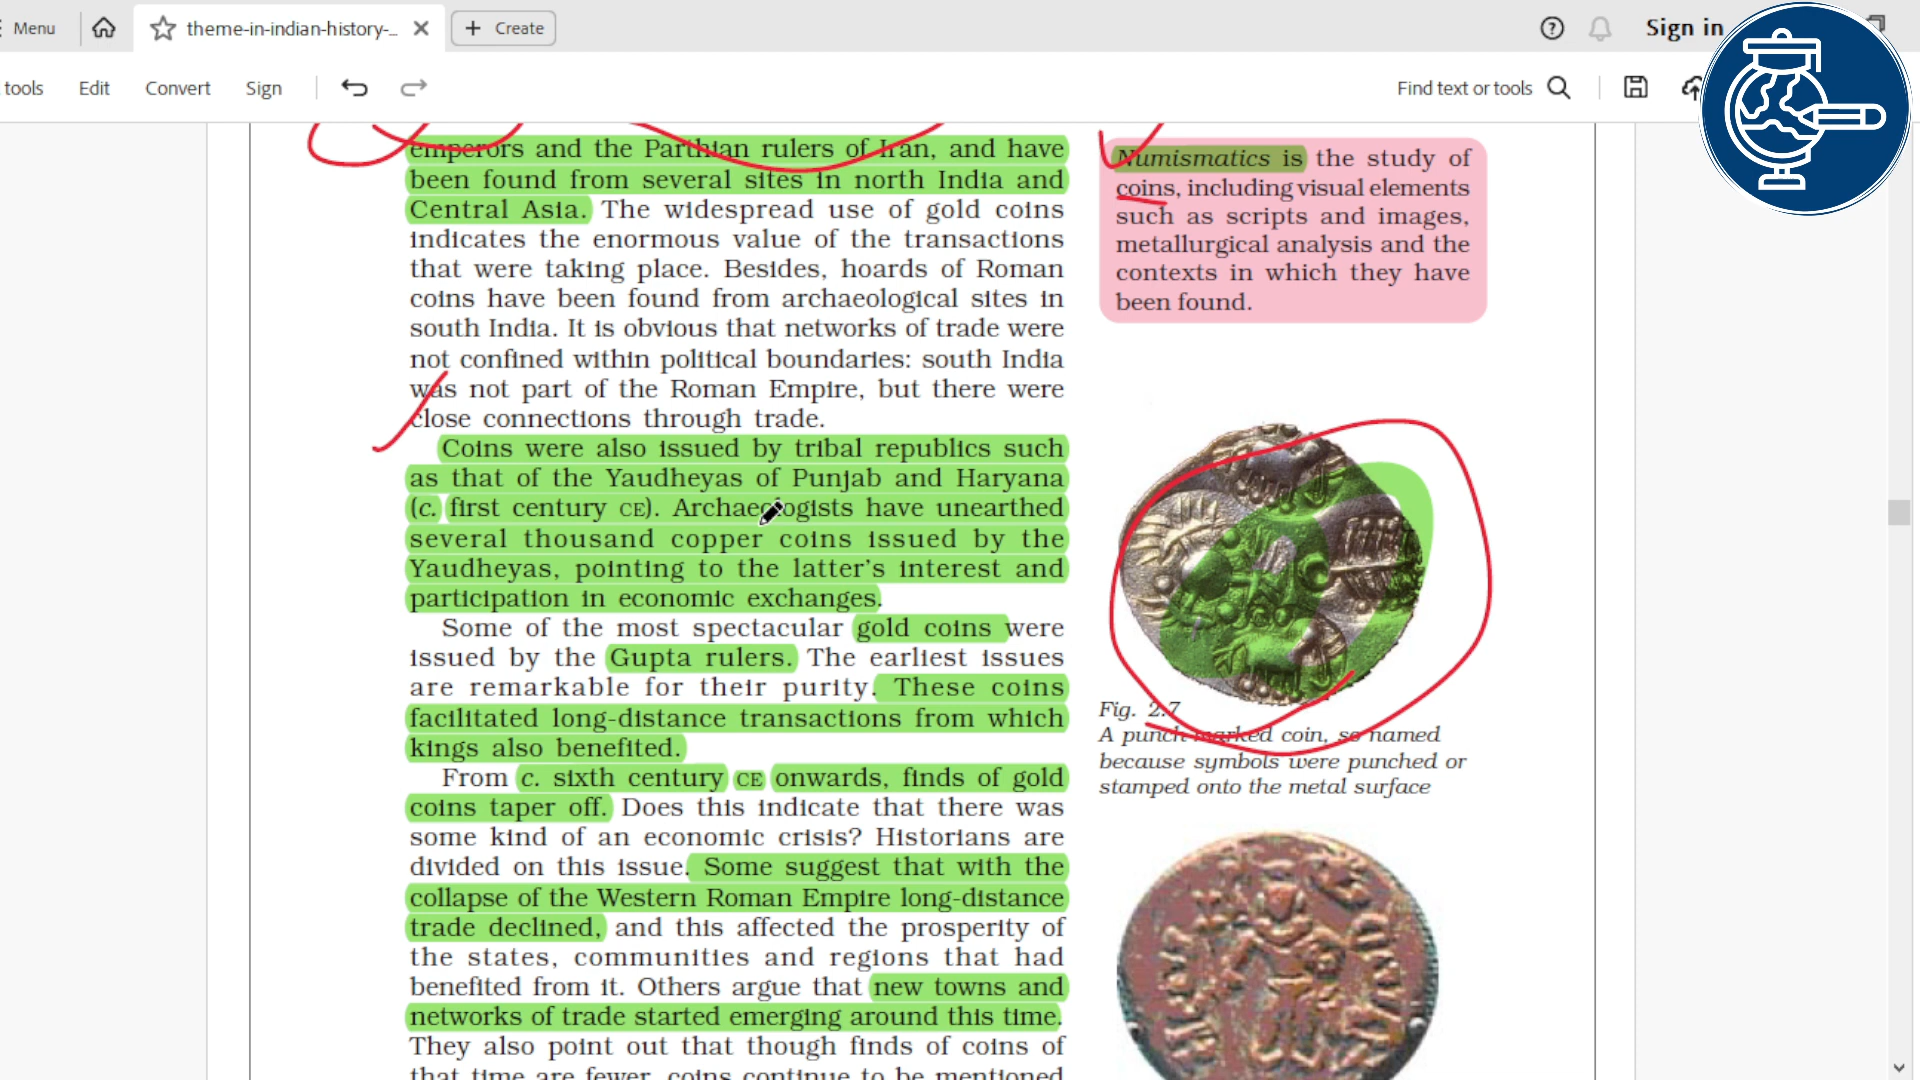 Menu
theme-in-indian-history-...
+ Create
Sign in
tools
Edit
Convert
Sign
Find text or tools
emperors and the Parthian rulers of Iran, and have
been found from several sites in north India and
Central Asia. The widespread use of gold coins
indicates the enormous value of the transactions
that were taking place. Besides, hoards of Roman
coins have been found from archaeological sites in
south India. It is obvious that networks of trade were
not confined within political boundaries: south India
was not part of the Roman Empire, but there were
close connections through trade.
Coins were also issued by tribal republics such
as that of the Yaudheyas of Punjab and Haryana
(c. first century CE). Archaeologists have unearthed
several thousand copper coins issued by the
Yaudheyas, pointing to the latter's interest and
participation in economic exchanges.
Some of the most spectacular gold coins were
issued by the Gupta rulers. The earliest issues
are remarkable for their purity. These coins
facilitated long-distance transactions from which
kings also benefited.
From c. sixth century CE onwards, finds of gold
coins taper off. Does this indicate that there was
some kind of an economic crisis? Historians are
divided on this issue. Some suggest that with the
collapse of the Western Roman Empire long-distance
trade declined, and this affected the prosperity of
the states, communities and regions that had
benefited from it. Others argue that new towns and
networks of trade started emerging around this time.
They also point out that though finds of coins of
that time are fewer, coins continue to be mentioned
Numismatics is the study of
coins, including visual elements
such as scripts and images,
metallurgical analysis and the
contexts in which they have
been found.
Fig. 2.7
A punch-marked coin, so named
because symbols were punched or
stamped onto the metal surface